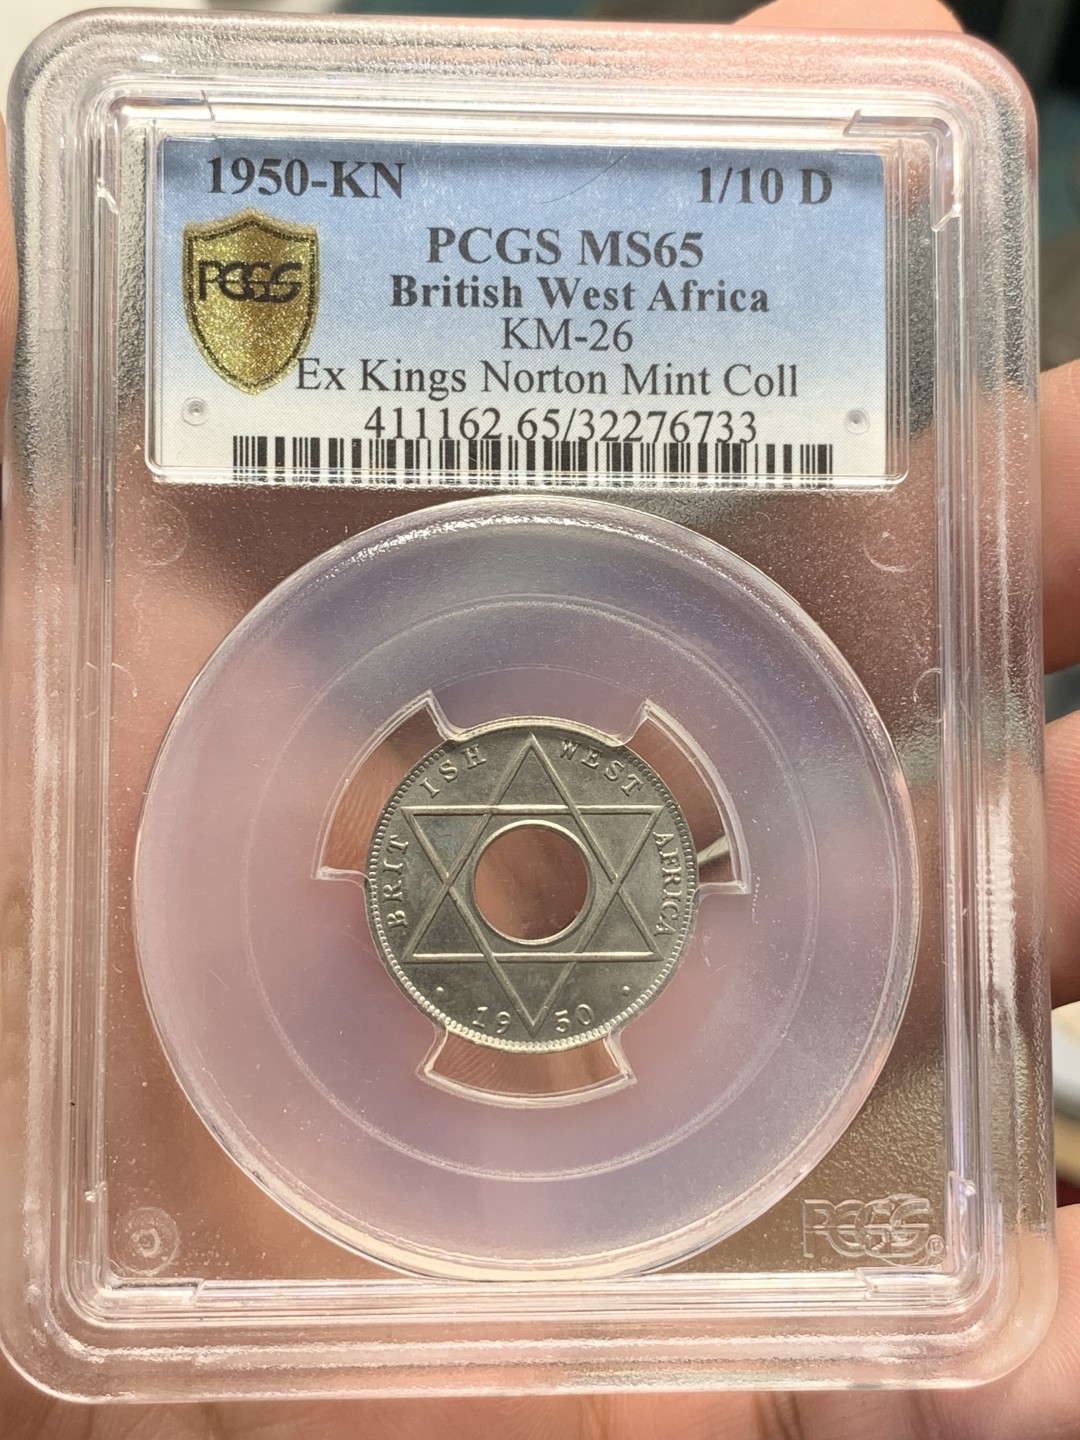 1950-KN 1/10 D
PCGS MS65
PCGS
British West Africa
KM-26
Ex Kings Norton Mint Coll
411162.65/32276733
BRITISH WEST AFRICA
· 1950 ·
PCGS